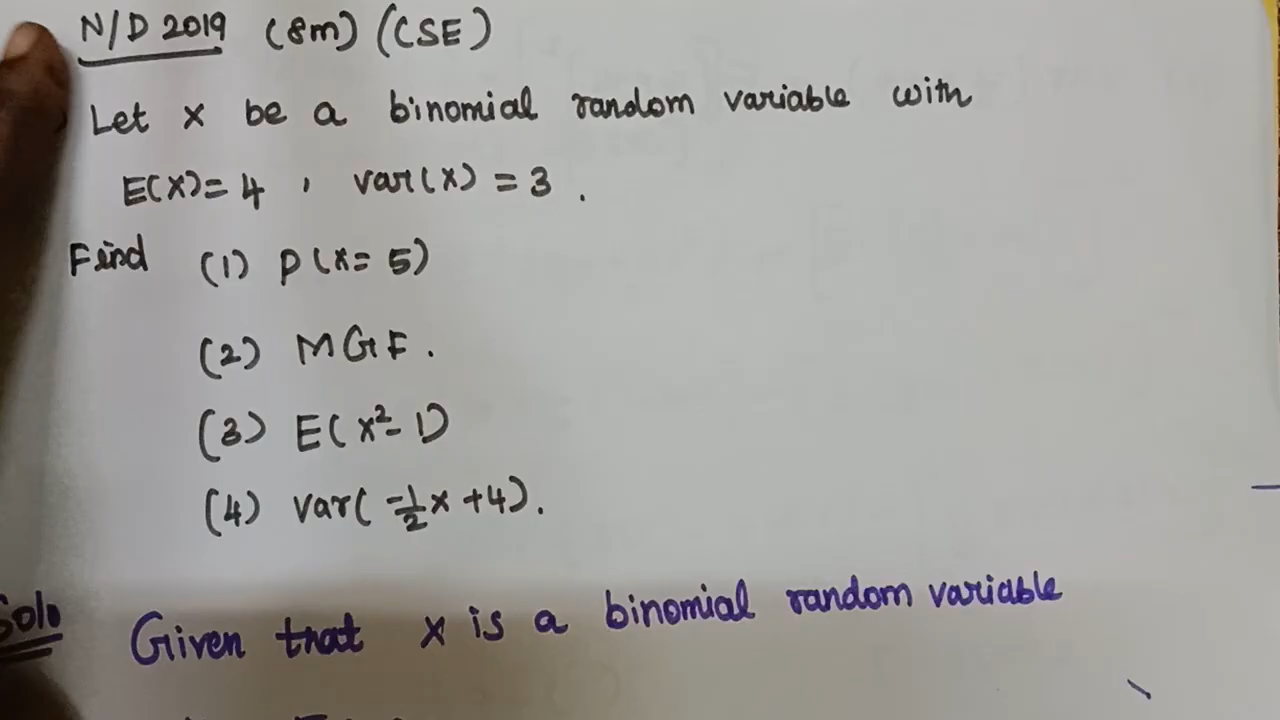 N/D 2019 (8m) (CSE)
Let x be a binomial random variable with
E(X)=4 , var(x) = 3 .
Find (1) P(x= 5)
(2) MGF.
(3) E(x²-1)
(4) var( -1/2 x +4).
Soln Given that x is a binomial random variable